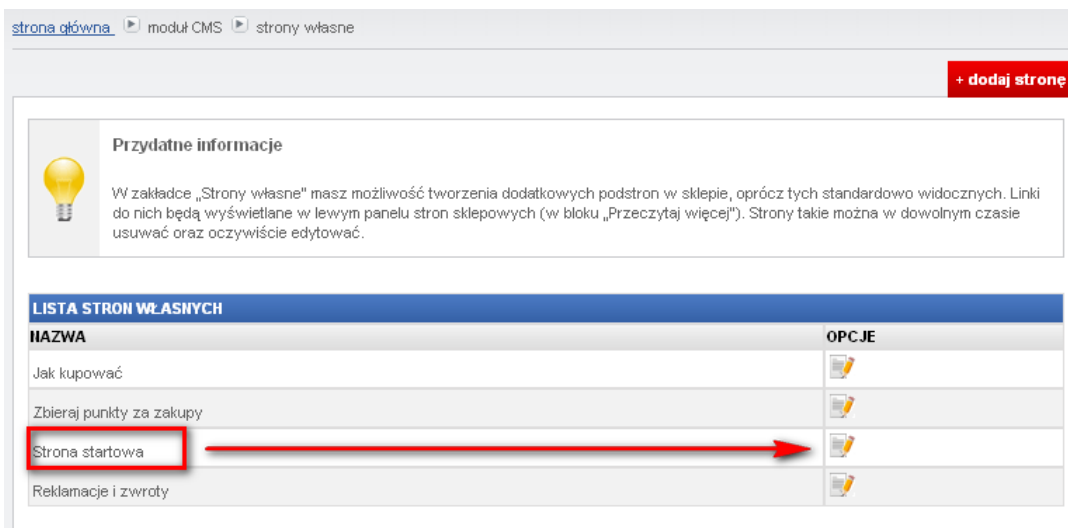 strona główna moduł CMS strony własne
+ dodaj stronę
Przydatne informacje
W zakładce „Strony własne" masz możliwość tworzenia dodatkowych podstron w sklepie, oprócz tych standardowo widocznych. Linki
do nich będą wyświetlane w lewym panelu stron sklepowych (w bloku „Przeczytaj więcej"). Strony takie można w dowolnym czasie
usuwać oraz oczywiście edytować.
LISTA STRON WŁASNYCH
NAZWA OPCJE
Jak kupować
Zbieraj punkty za zakupy
Strona startowa
Reklamacje i zwroty